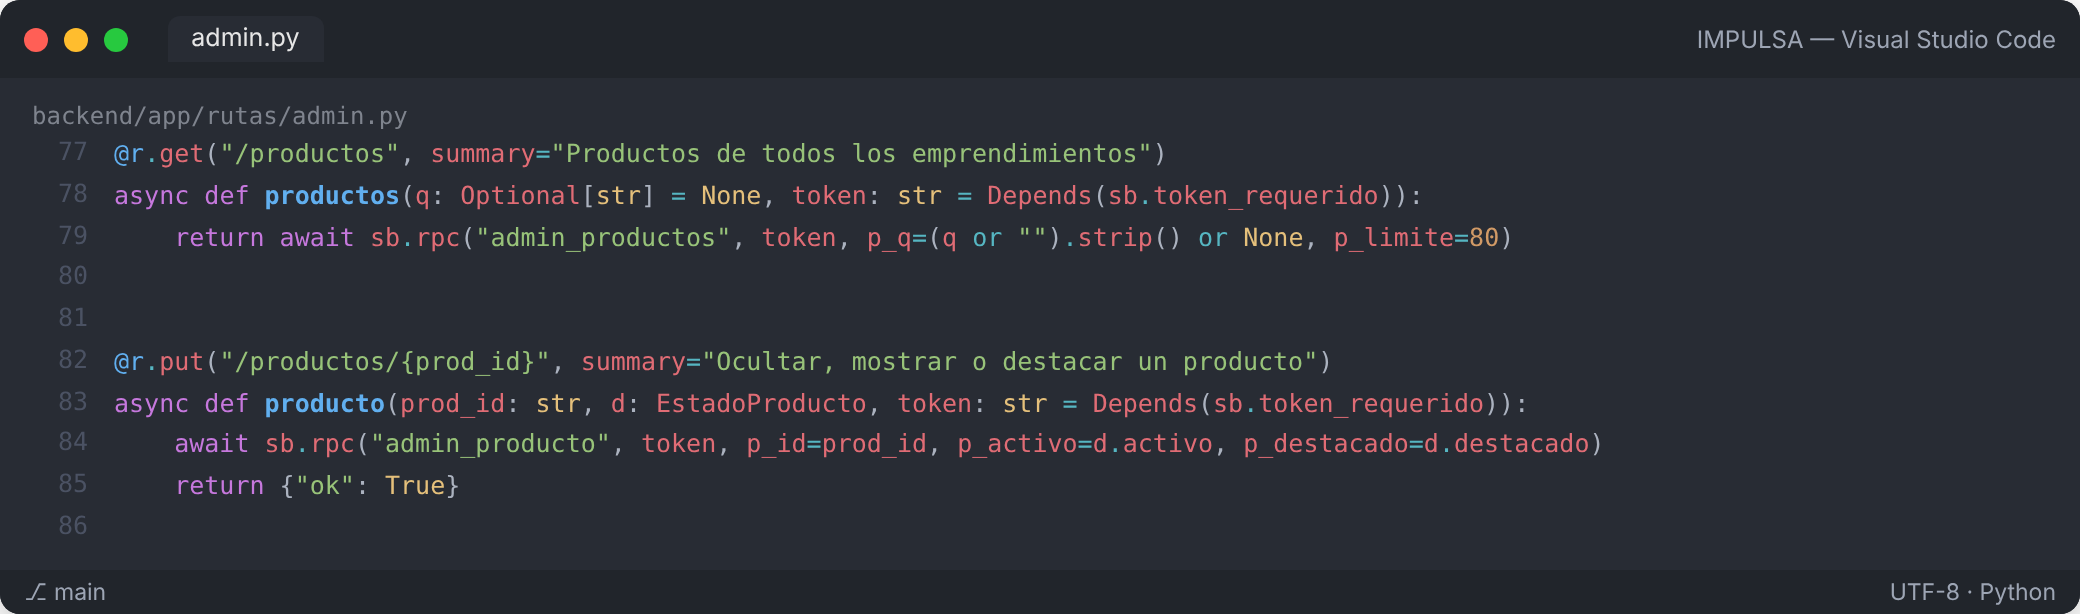 admin.py
IMPULSA — Visual Studio Code
backend/app/rutas/admin.py
77 @r.get("/productos", summary="Productos de todos los emprendimientos")
78 async def productos(q: Optional[str] = None, token: str = Depends(sb.token_requerido)):
79     return await sb.rpc("admin_productos", token, p_q=(q or "").strip() or None, p_limite=80)
80
81
82 @r.put("/productos/{prod_id}", summary="Ocultar, mostrar o destacar un producto")
83 async def producto(prod_id: str, d: EstadoProducto, token: str = Depends(sb.token_requerido)):
84     await sb.rpc("admin_producto", token, p_id=prod_id, p_activo=d.activo, p_destacado=d.destacado)
85     return {"ok": True}
86
⎇ main
UTF-8 · Python